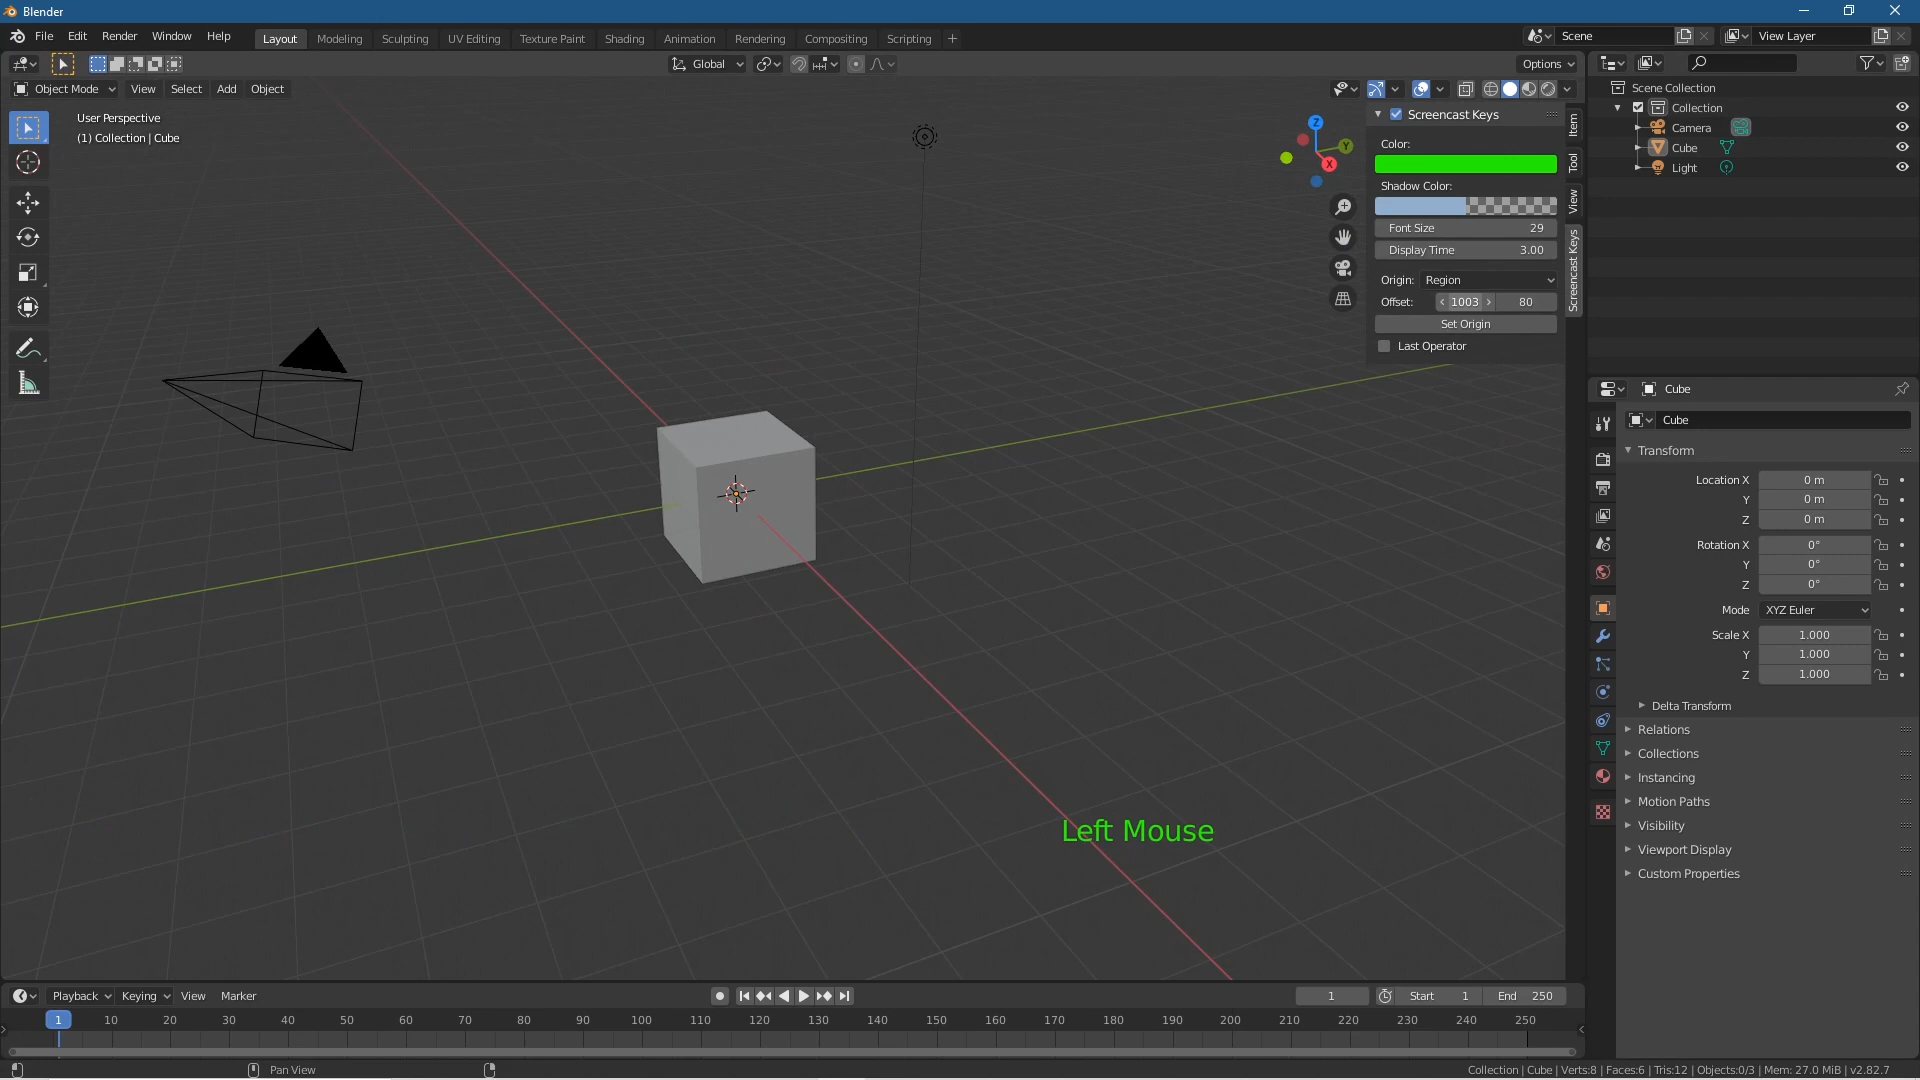 Blender
File Edit Render Window Help
Layout Modeling Sculpting UV Editing Texture Paint Shading Animation Rendering Compositing Scripting +
Scene
View Layer
Global
Options
Object Mode View Select Add Object
User Perspective
(1) Collection | Cube
Z
Y
X
Screencast Keys
Color:
Shadow Color:
Font Size 29
Display Time 3.00
Origin: Region
Offset: 1003 80
Set Origin
Last Operator
Item
Tool
View
Screencast Keys
Scene Collection
Collection
Camera
Cube
Light
Cube
Cube
Transform
Location X 0 m
Y 0 m
Z 0 m
Rotation X 0°
Y 0°
Z 0°
Mode XYZ Euler
Scale X 1.000
Y 1.000
Z 1.000
Delta Transform
Relations
Collections
Instancing
Motion Paths
Visibility
Viewport Display
Custom Properties
Left Mouse
Playback Keying View Marker
1 Start 1 End 250
1 10 20 30 40 50 60 70 80 90 100 110 120 130 140 150 160 170 180 190 200 210 220 230 240 250
Pan View
Collection | Cube | Verts:8 | Faces:6 | Tris:12 | Objects:0/3 | Mem: 27.0 MiB | v2.82.7